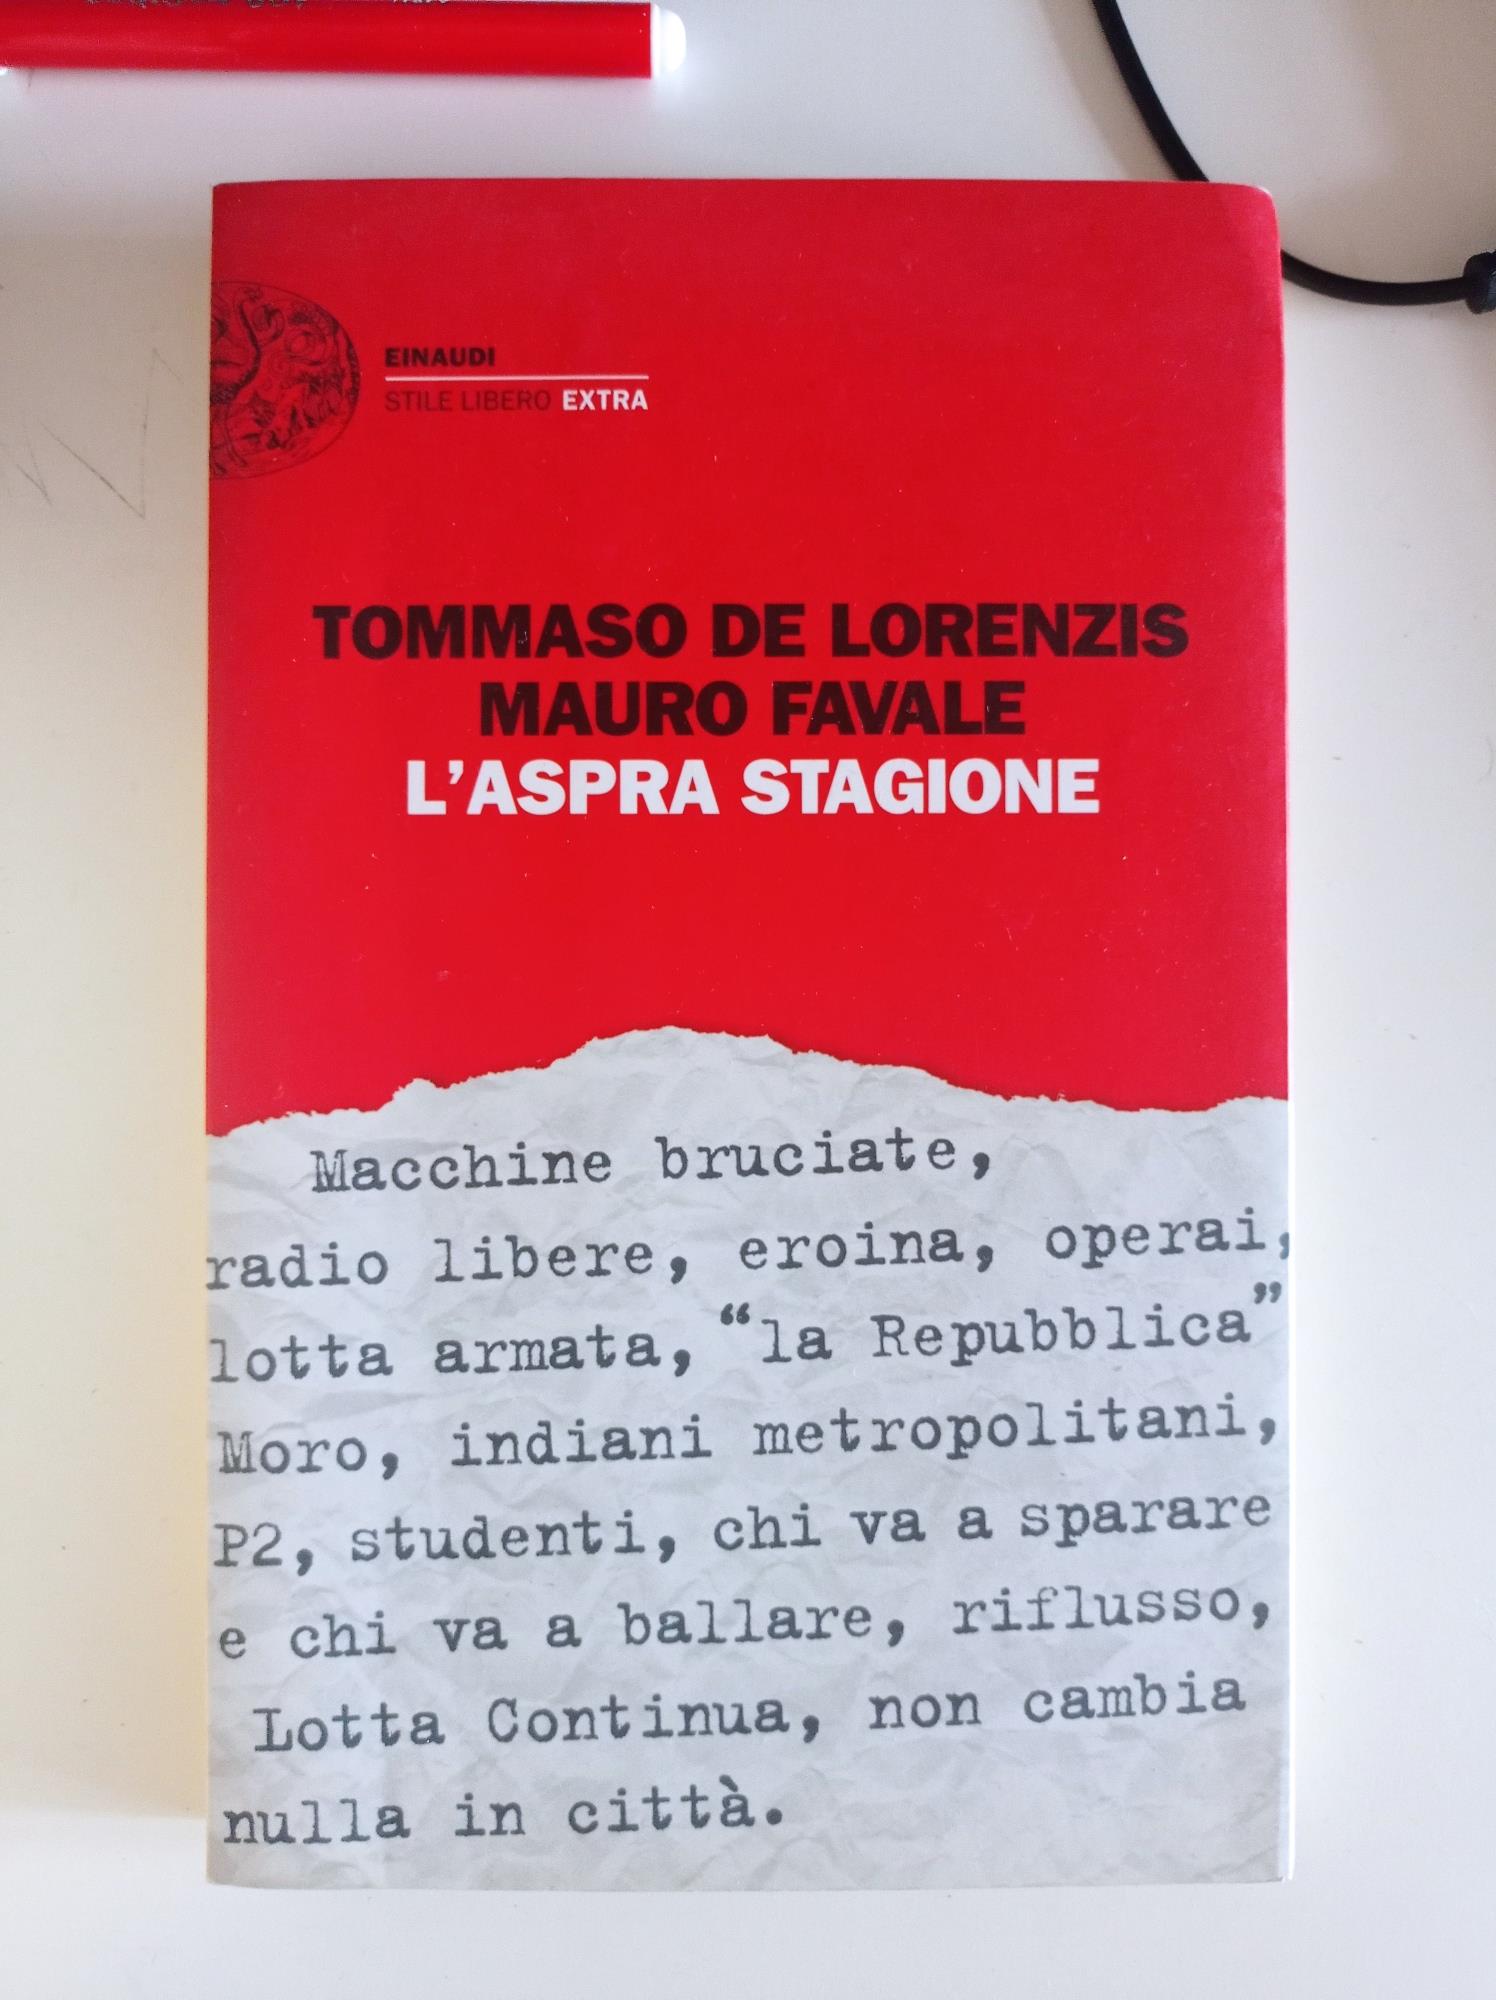 EINAUDI
STILE LIBERO EXTRA
TOMMASO DE LORENZIS
MAURO FAVALE
L'ASPRA STAGIONE
Macchine bruciate,
radio libere, eroina, operai,
lotta armata, “la Repubblica”
Moro, indiani metropolitani,
P2, studenti, chi va a sparare
e chi va a ballare, riflusso,
Lotta Continua, non cambia
nulla in città.